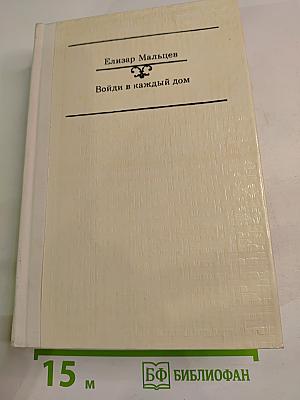 Елизар Мальцев
Войди в каждый дом
15 м
БФ БИБЛИОФАН